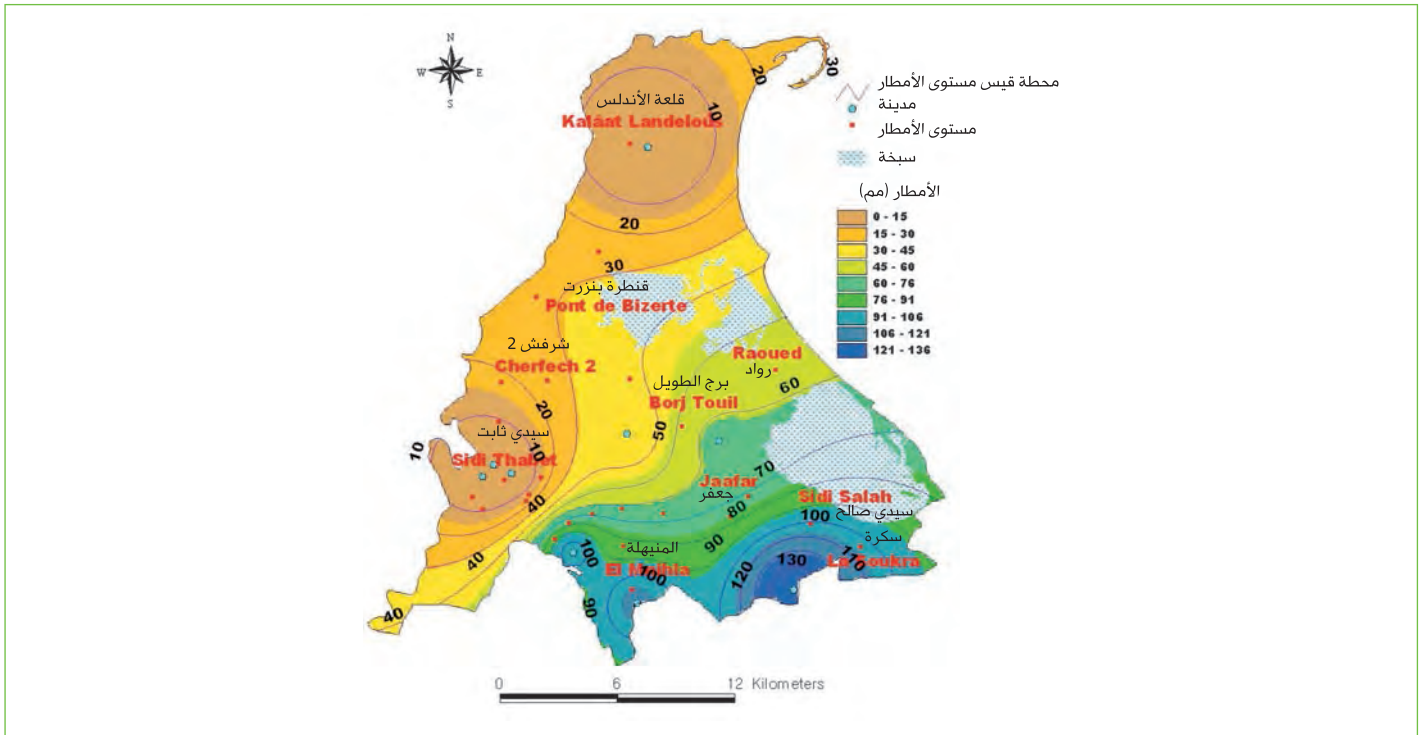 N
W E
S
محطة قيس مستوى الأمطار
مدينة
مستوى الأمطار
سبخة
الأمطار (مم)
0 - 15
15 - 30
30 - 45
45 - 60
60 - 76
76 - 91
91 - 106
106 - 121
121 - 136
30
20
10
قلعة الأندلس
Kalâat Landelous
20
30
قنطرة بنزرت
Pont de Bizerte
شرفش 2
Cherfech 2
Raoued
رواد
60
برج الطويل
Borj Touil
20
50
سيدي ثابت
10
10
Sidi Thabet
40
70
Jaafar
جعفر
Sidi Salah
80
100
سيدي صالح
90
سكرة
المنيهلة
100
110
La Soukra
130
El Mnihla
100
120
40
90
40
0 6 12 Kilometers